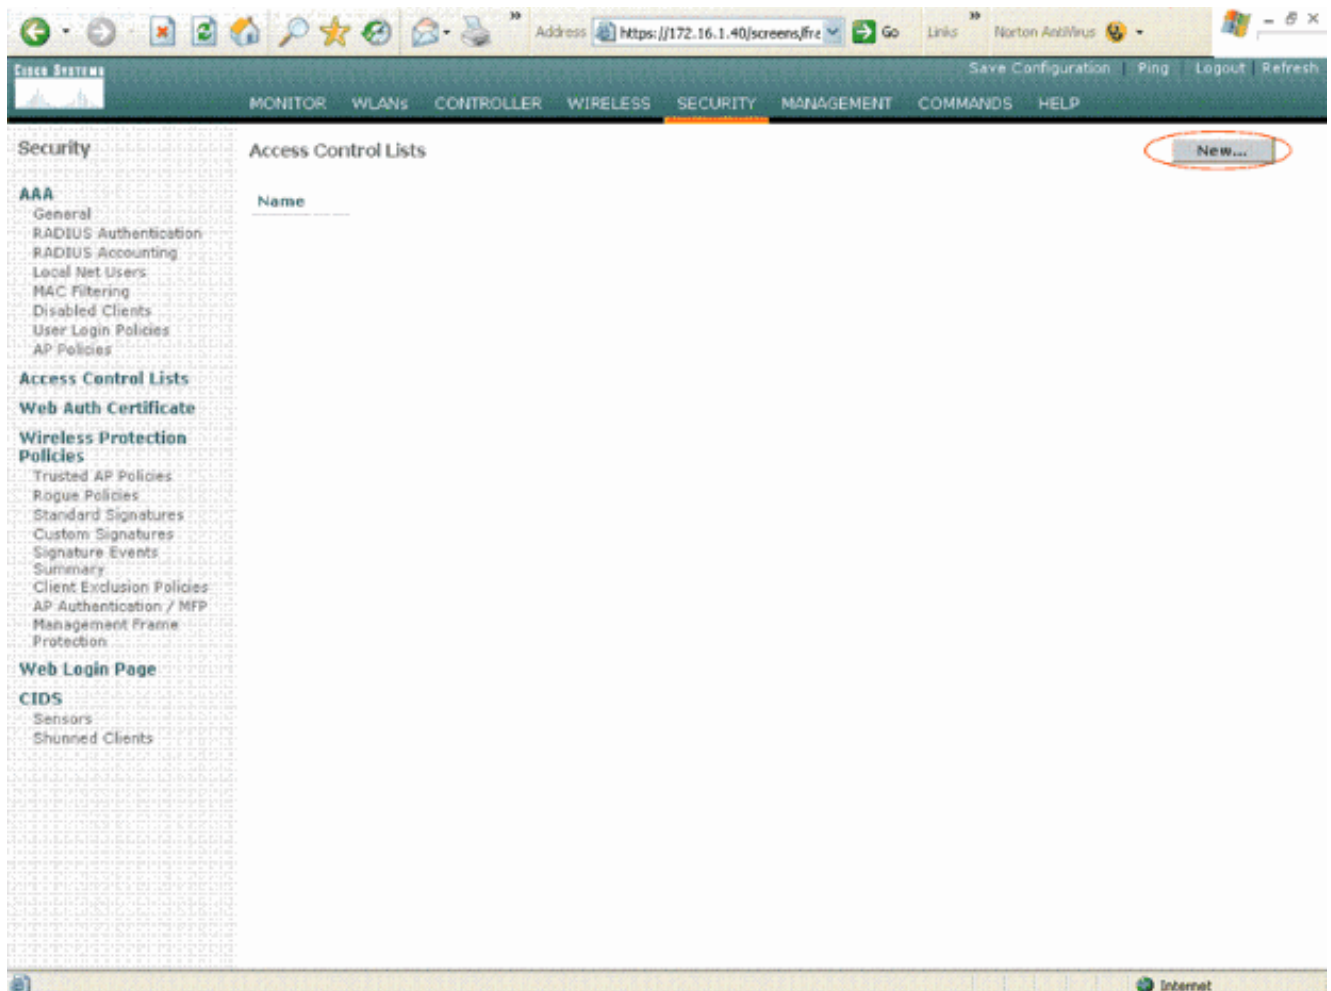 » Address https://172.16.1.40/screens/fra Go Links » Norton AntiVirus
CISCO SYSTEMS
Save Configuration | Ping | Logout | Refresh
MONITOR WLANs CONTROLLER WIRELESS SECURITY MANAGEMENT COMMANDS HELP
Security
Access Control Lists
New...
Name
AAA
General
RADIUS Authentication
RADIUS Accounting
Local Net Users
MAC Filtering
Disabled Clients
User Login Policies
AP Policies
Access Control Lists
Web Auth Certificate
Wireless Protection
Policies
Trusted AP Policies
Rogue Policies
Standard Signatures
Custom Signatures
Signature Events
Summary
Client Exclusion Policies
AP Authentication / MFP
Management Frame
Protection
Web Login Page
CIDS
Sensors
Shunned Clients
Internet